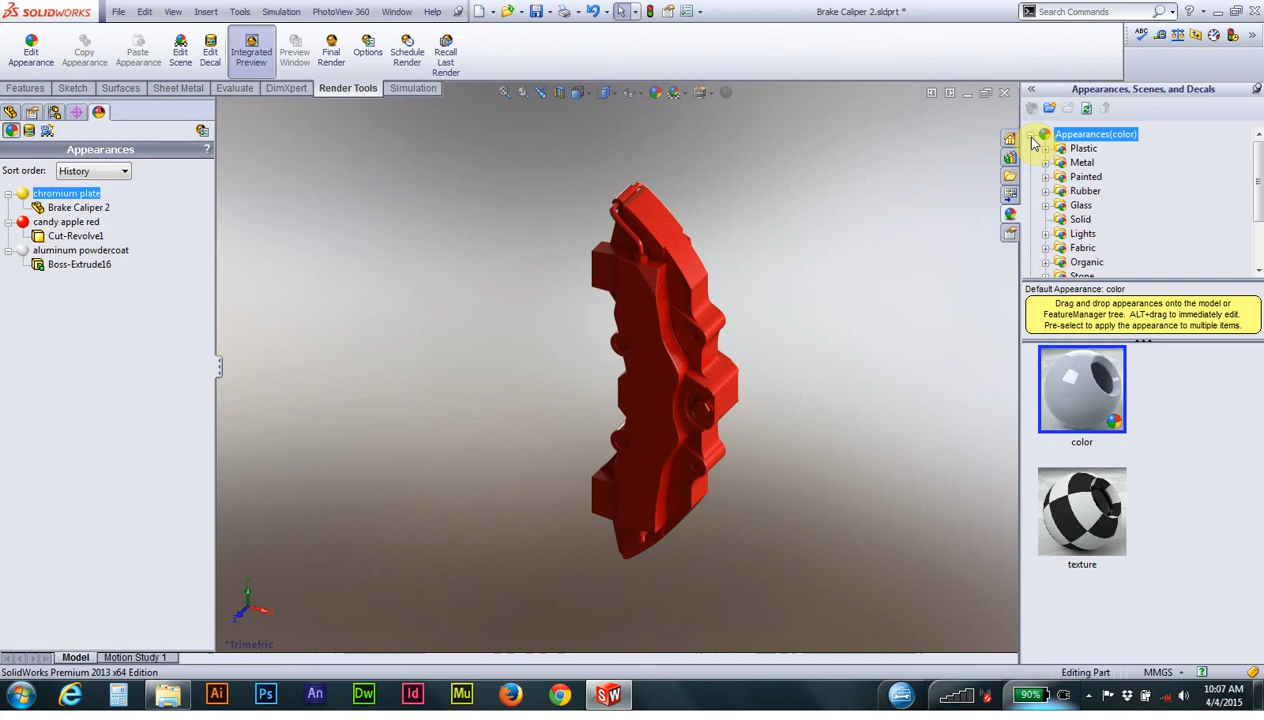 SOLIDWORKS
File Edit View Insert Tools Simulation PhotoView 360 Window Help
Brake Caliper 2.sldprt *
Search Commands
Edit Appearance
Copy Appearance
Paste Appearance
Edit Scene
Edit Decal
Integrated Preview
Preview Window
Final Render
Options
Schedule Render
Recall Last Render
Features Sketch Surfaces Sheet Metal Evaluate DimXpert Render Tools Simulation
Appearances ?
Sort order: History
chromium plate
Brake Caliper 2
candy apple red
Cut-Revolve1
aluminum powdercoat
Boss-Extrude16
*Trimetric
Appearances, Scenes, and Decals
Appearances(color)
Plastic
Metal
Painted
Rubber
Glass
Solid
Lights
Fabric
Organic
Stone
Default Appearance: color
Drag and drop appearances onto the model or
FeatureManager tree. ALT+drag to immediately edit.
Pre-select to apply the appearance to multiple items.
color
texture
Model Motion Study 1
SolidWorks Premium 2013 x64 Edition
Editing Part MMGS
Ai Ps An Dw Id Mu SW
90%
10:07 AM
4/4/2015